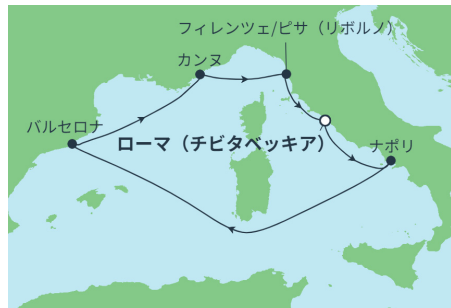 フィレンツェ/ピサ（リボルノ）
カンヌ
バルセロナ
ローマ（チビタベッキア）
ナポリ